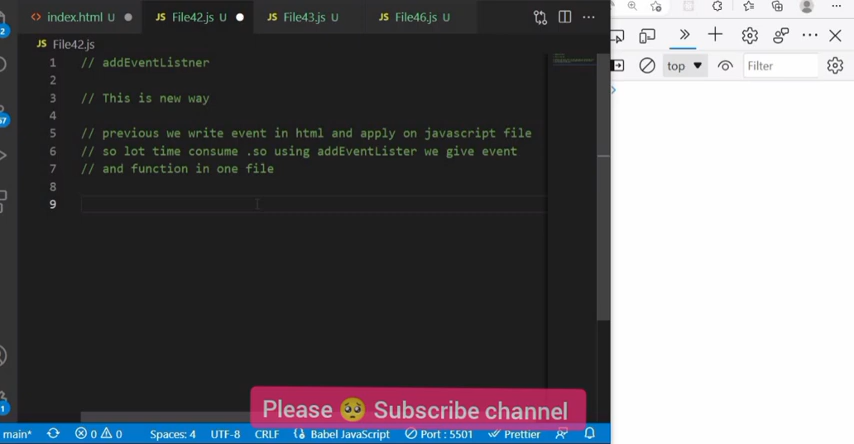 index.html U
JS File42.js U
JS File43.js U
JS File46.js U
JS File42.js
1 // addEventListner
2
3 // This is new way
4
5 // previous we write event in html and apply on javascript file
6 // so lot time consume .so using addEventLister we give event
7 // and function in one file
8
9
top
Filter
Please 🥺 Subscribe channel
main*
0 0
Spaces: 4
UTF-8
CRLF
Babel JavaScript
Port : 5501
Prettier